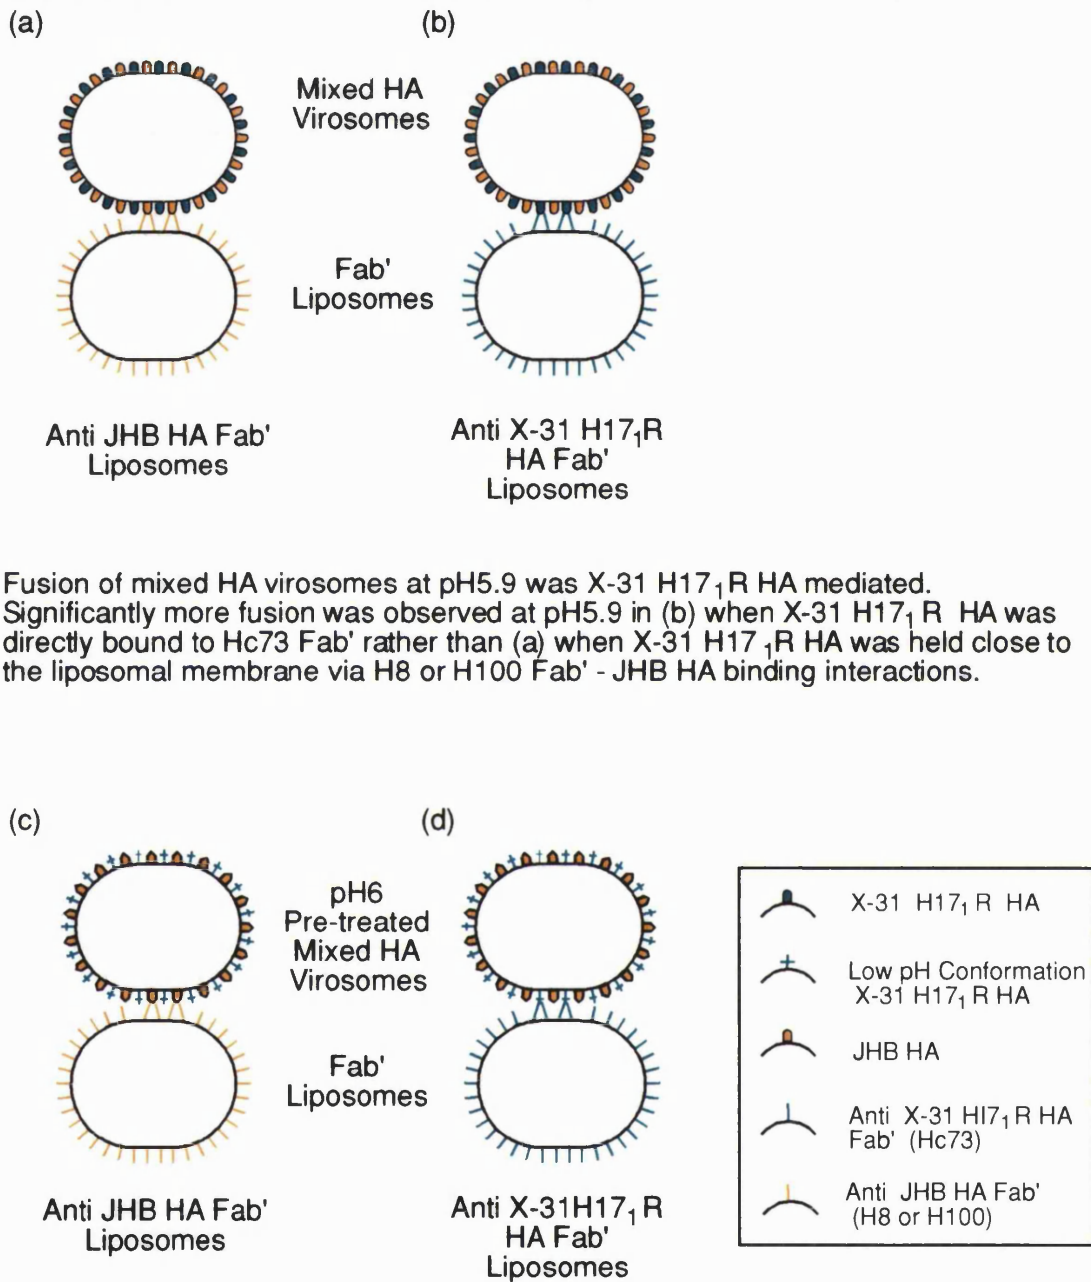 (a)
(b)
Mixed HA
Virosomes
Fab'
Liposomes
Anti JHB HA Fab'
Liposomes
Anti X-31 H17₁R
HA Fab'
Liposomes
Fusion of mixed HA virosomes at pH5.9 was X-31 H17₁R HA mediated.
Significantly more fusion was observed at pH5.9 in (b) when X-31 H17₁ R HA was
directly bound to Hc73 Fab' rather than (a) when X-31 H17 ₁R HA was held close to
the liposomal membrane via H8 or H100 Fab' - JHB HA binding interactions.
(c)
(d)
pH6
Pre-treated
Mixed HA
Virosomes
Fab'
Liposomes
Anti JHB HA Fab'
Liposomes
Anti X-31H17₁ R
HA Fab'
Liposomes
X-31 H17₁ R HA
Low pH Conformation
X-31 H17₁ R HA
JHB HA
Anti X-31 HI7₁ R HA
Fab' (Hc73)
Anti JHB HA Fab'
(H8 or H100)